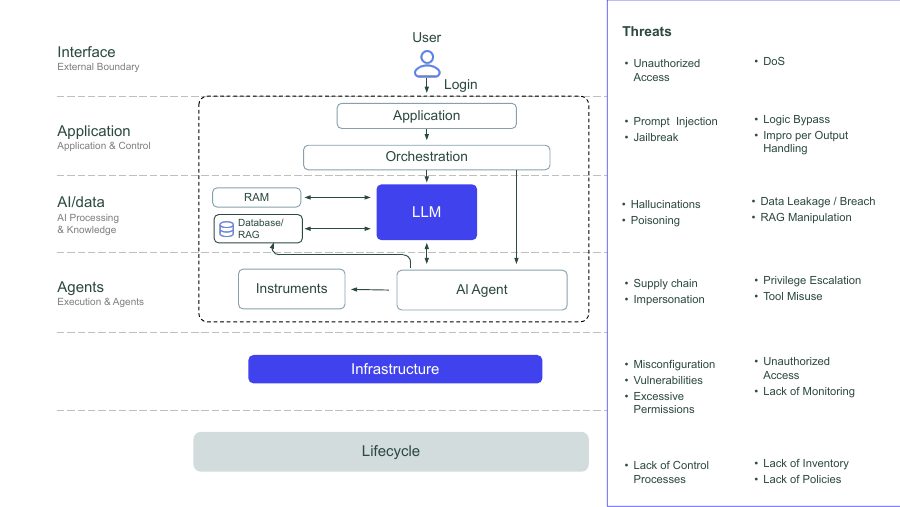 User
Interface
External Boundary
Login
Application
Application & Control
Application
Orchestration
AI/data
AI Processing
& Knowledge
RAM
Database/
RAG
LLM
Agents
Execution & Agents
Instruments
AI Agent
Infrastructure
Lifecycle
Threats
• Unauthorized
Access
• DoS
• Prompt Injection
• Jailbreak
• Logic Bypass
• Impro per Output
Handling
• Hallucinations
• Poisoning
• Data Leakage / Breach
• RAG Manipulation
• Supply chain
• Impersonation
• Privilege Escalation
• Tool Misuse
• Misconfiguration
• Vulnerabilities
• Excessive
Permissions
• Unauthorized
Access
• Lack of Monitoring
• Lack of Control
Processes
• Lack of Inventory
• Lack of Policies